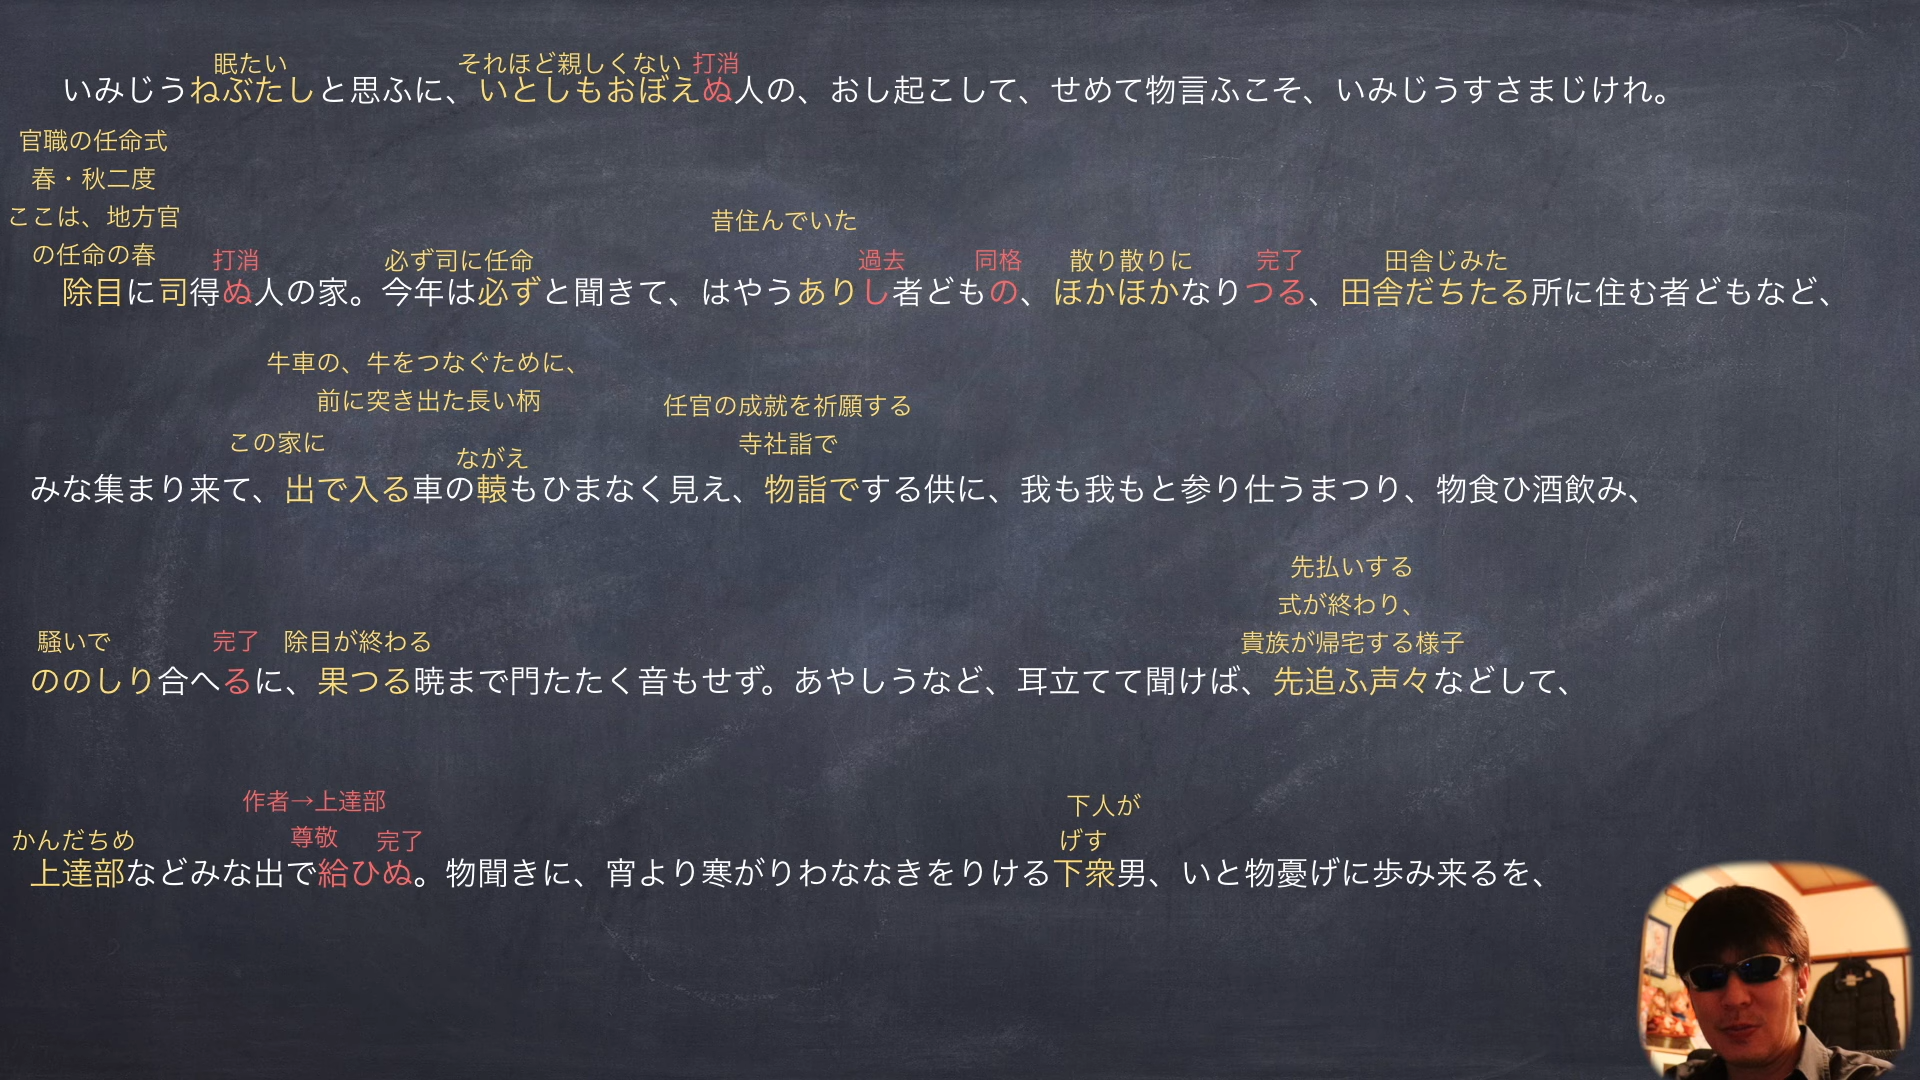 眠たい それほど親しくない 打消
いみじうねぶたしと思ふに、いとしもおぼえぬ人の、おし起こして、せめて物言ふこそ、いみじうすさまじけれ。
官職の任命式
春・秋二度
ここは、地方官
の任命の春
昔住んでいた
打消 必ず司に任命 過去 同格 散り散りに 完了 田舎じみた
除目に司得ぬ人の家。今年は必ずと聞きて、はやうありし者どもの、ほかほかなりつる、田舎だちたる所に住む者どもなど、
牛車の、牛をつなぐために、
前に突き出た長い柄
任官の成就を祈願する
この家に ながえ 寺社詣で
みな集まり来て、出で入る車の轅もひまなく見え、物詣でする供に、我も我もと参り仕うまつり、物食ひ酒飲み、
先払いする
式が終わり、
騒いで 完了 除目が終わる 貴族が帰宅する様子
ののしり合へるに、果つる暁まで門たたく音もせず。あやしうなど、耳立てて聞けば、先追ふ声々などして、
作者→上達部 下人が
かんだちめ 尊敬 完了 げす
上達部などみな出で給ひぬ。物聞きに、宵より寒がりわななきをりける下衆男、いと物憂げに歩み来るを、